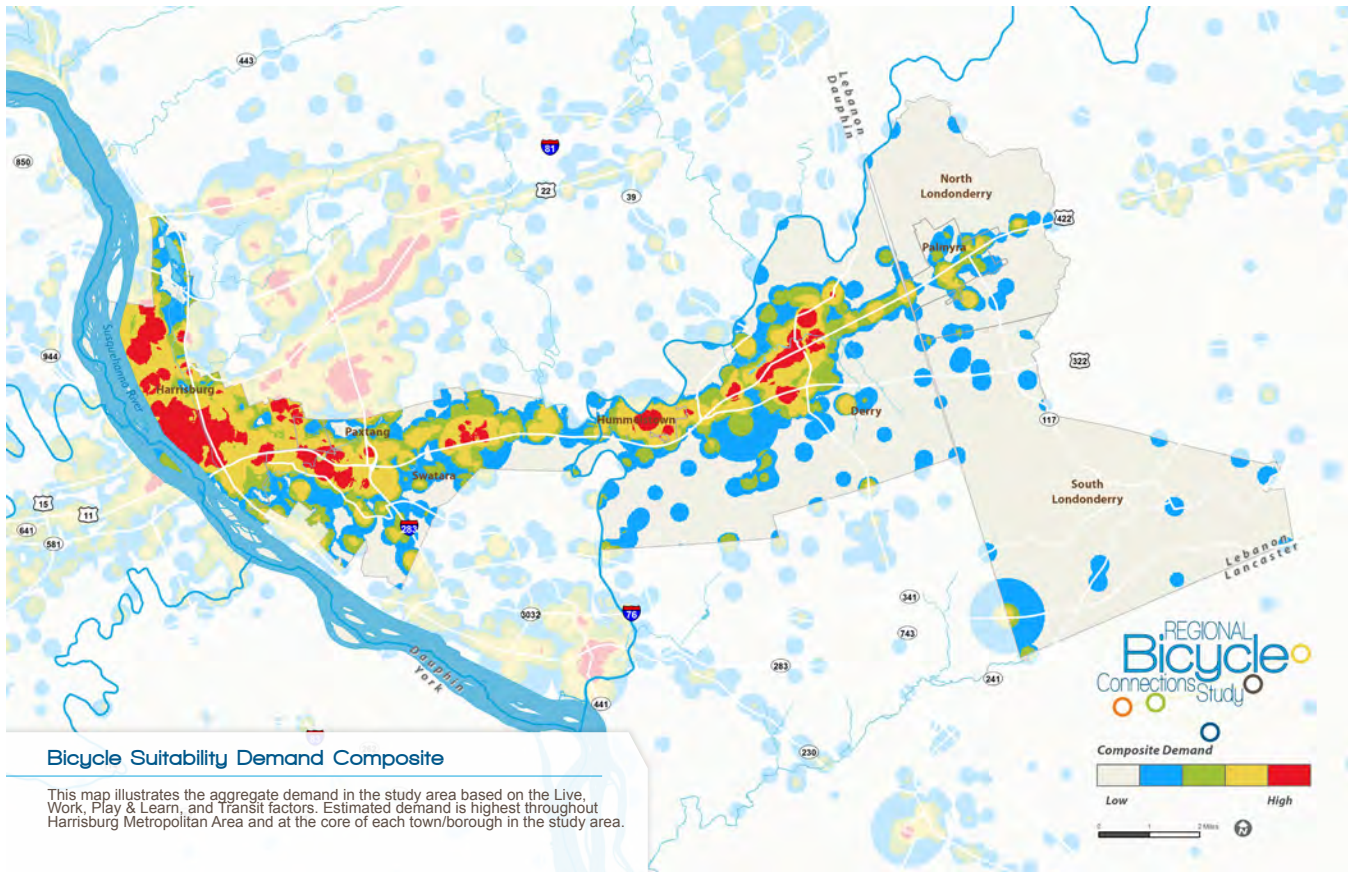 443
Lebanon
Dauphin
850
81
22
39
North
Londonderry
422
Palmyra
Susquehanna River
944
Harrisburg
322
Paxtang
Hummelstown
Derry
117
Swatara
South
Londonderry
15
11
283
641
581
Lebanon
Lancaster
341
3032
76
743
Dauphin
York
283
241
441
230
REGIONAL
Bicycle
Connections Study
Composite Demand
Low
High
0
1
2 Miles
N
Bicycle Suitability Demand Composite
This map illustrates the aggregate demand in the study area based on the Live,
Work, Play & Learn, and Transit factors. Estimated demand is highest throughout
Harrisburg Metropolitan Area and at the core of each town/borough in the study area.